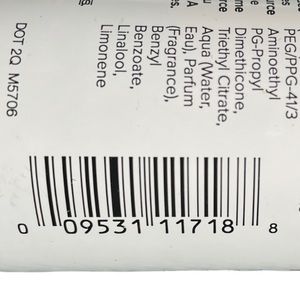 PEG/PPG-41/3
Aminoethyl
PG-Propyl
Dimethicone,
Triethyl Citrate,
Aqua (Water,
Eau), Parfum
(Fragrance),
Benzyl
Benzoate,
Linalool,
Limonene
DOT 2Q M5706
0 09531 11718 8